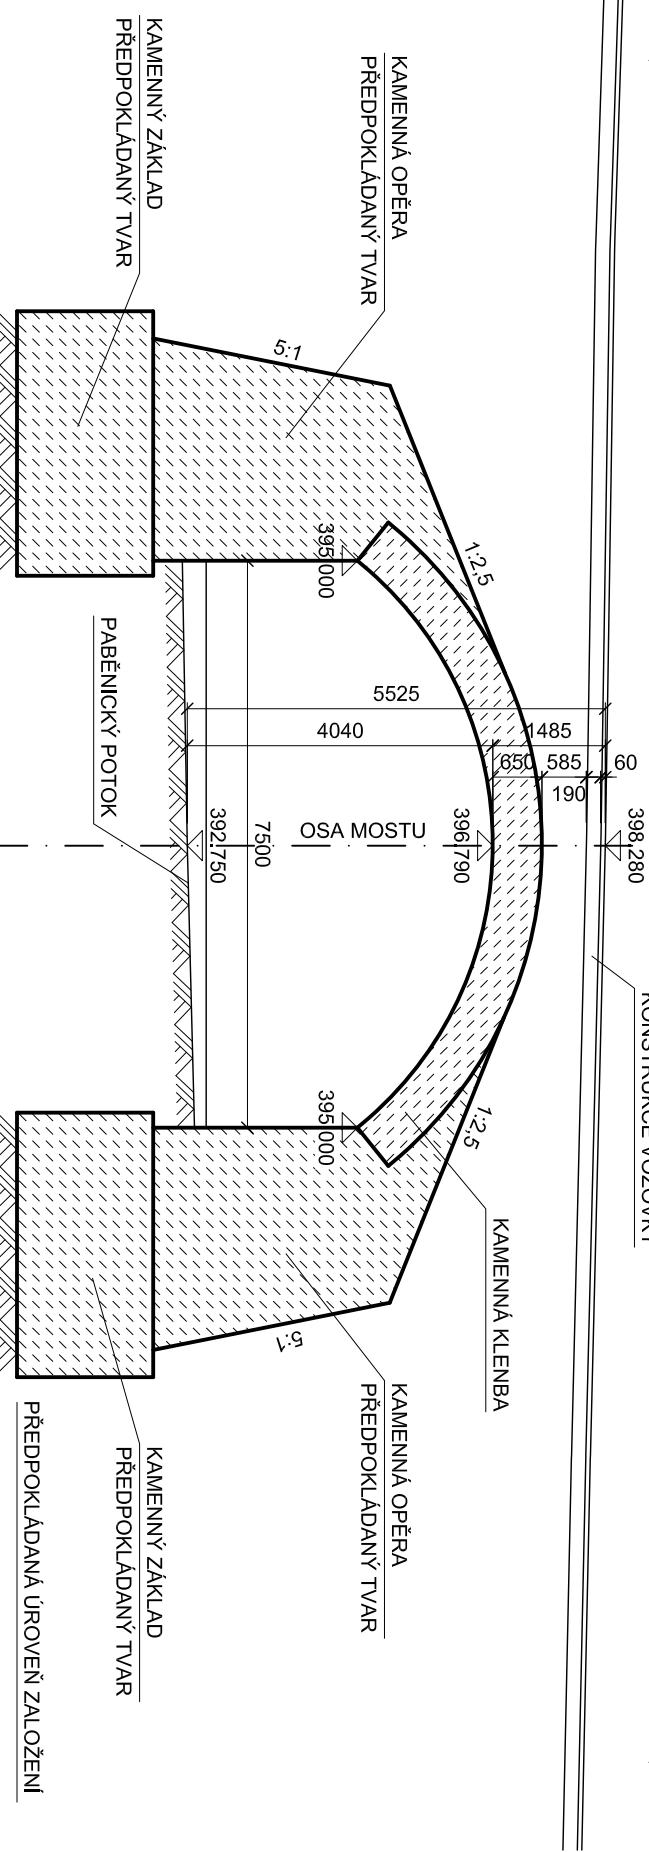 KAMENNÝ ZÁKLAD
PŘEDPOKLÁDANÝ TVAR
KAMENNÁ OPĚRA
PŘEDPOKLÁDANÝ TVAR
5:1
1:2,5
395.000
PABĚNICKÝ POTOK
5525
4040
1485
650
585
190
60
OSA MOSTU
7500
392.750
396.790
398.280
KONSTRUKCE VOZOVKY
395.000
1:2,5
KAMENNÁ KLENBA
5:1
KAMENNÁ OPĚRA
PŘEDPOKLÁDANÝ TVAR
KAMENNÝ ZÁKLAD
PŘEDPOKLÁDANÝ TVAR
PŘEDPOKLÁDANÁ ÚROVEŇ ZALOŽENÍ